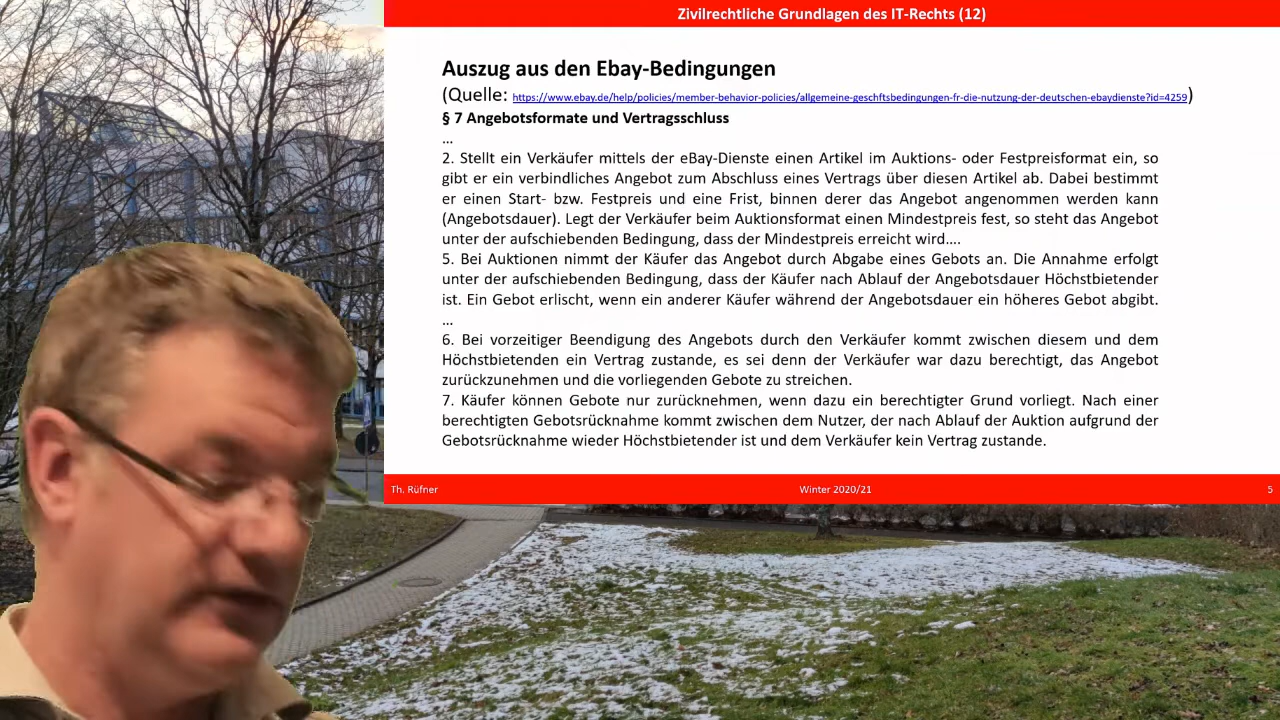 Zivilrechtliche Grundlagen des IT-Rechts (12)
Auszug aus den Ebay-Bedingungen
(Quelle: https://www.ebay.de/help/policies/member-behavior-policies/allgemeine-geschftsbedingungen-fr-die-nutzung-der-deutschen-ebaydienste?id=4259)
§ 7 Angebotsformate und Vertragsschluss
...
2. Stellt ein Verkäufer mittels der eBay-Dienste einen Artikel im Auktions- oder Festpreisformat ein, so
gibt er ein verbindliches Angebot zum Abschluss eines Vertrags über diesen Artikel ab. Dabei bestimmt
er einen Start- bzw. Festpreis und eine Frist, binnen derer das Angebot angenommen werden kann
(Angebotsdauer). Legt der Verkäufer beim Auktionsformat einen Mindestpreis fest, so steht das Angebot
unter der aufschiebenden Bedingung, dass der Mindestpreis erreicht wird....
5. Bei Auktionen nimmt der Käufer das Angebot durch Abgabe eines Gebots an. Die Annahme erfolgt
unter der aufschiebenden Bedingung, dass der Käufer nach Ablauf der Angebotsdauer Höchstbietender
ist. Ein Gebot erlischt, wenn ein anderer Käufer während der Angebotsdauer ein höheres Gebot abgibt.
...
6. Bei vorzeitiger Beendigung des Angebots durch den Verkäufer kommt zwischen diesem und dem
Höchstbietenden ein Vertrag zustande, es sei denn der Verkäufer war dazu berechtigt, das Angebot
zurückzunehmen und die vorliegenden Gebote zu streichen.
7. Käufer können Gebote nur zurücknehmen, wenn dazu ein berechtigter Grund vorliegt. Nach einer
berechtigten Gebotsrücknahme kommt zwischen dem Nutzer, der nach Ablauf der Auktion aufgrund der
Gebotsrücknahme wieder Höchstbietender ist und dem Verkäufer kein Vertrag zustande.
Th. Rüfner
Winter 2020/21
5